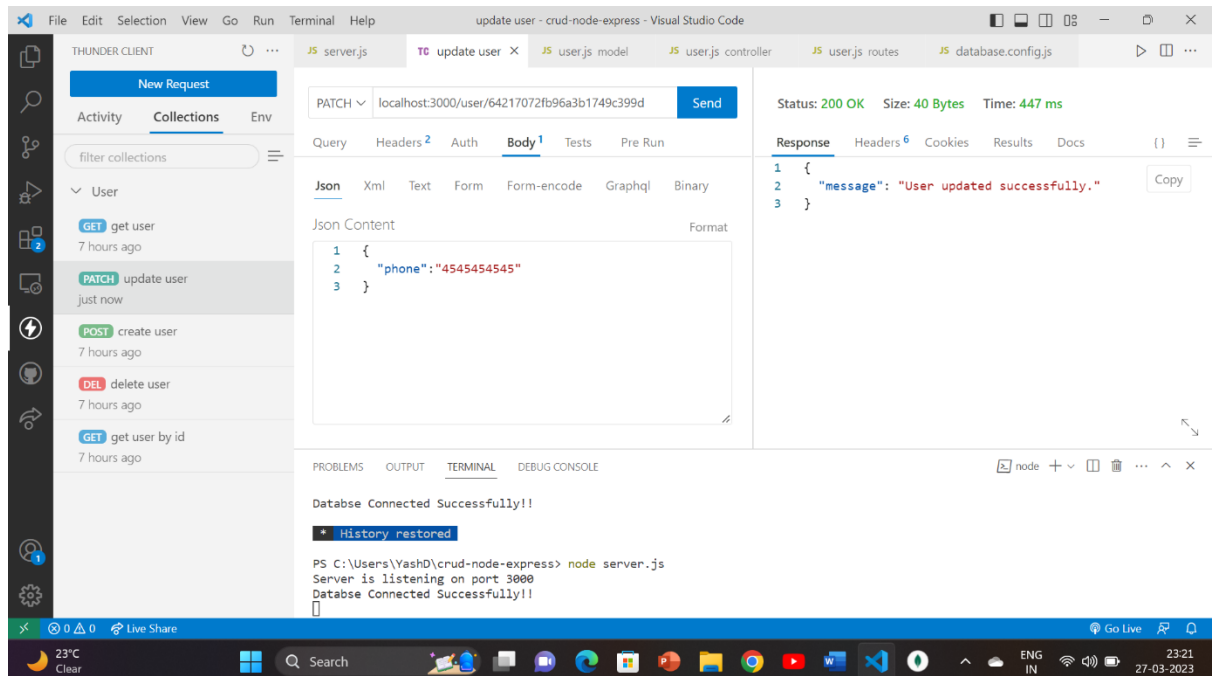 File Edit Selection View Go Run Terminal Help update user - crud-node-express - Visual Studio Code
THUNDER CLIENT
New Request
Activity Collections Env
filter collections
User
GET get user
7 hours ago
PATCH update user
just now
POST create user
7 hours ago
DEL delete user
7 hours ago
GET get user by id
7 hours ago
2
1
JS server.js TC update user JS user.js model JS user.js controller JS user.js routes JS database.config.js
PATCH localhost:3000/user/64217072fb96a3b1749c399d Send
Query Headers 2 Auth Body 1 Tests Pre Run
Json Xml Text Form Form-encode Graphql Binary
Json Content Format
1 {
2 "phone":"4545454545"
3 }
Status: 200 OK Size: 40 Bytes Time: 447 ms
Response Headers 6 Cookies Results Docs {}
Copy
1 {
2 "message": "User updated successfully."
3 }
PROBLEMS OUTPUT TERMINAL DEBUG CONSOLE node
Databse Connected Successfully!!
* History restored
PS C:\Users\YashD\crud-node-express> node server.js
Server is listening on port 3000
Databse Connected Successfully!!
0 0 Live Share Go Live
23°C
Clear
Search
ENG
IN
23:21
27-03-2023